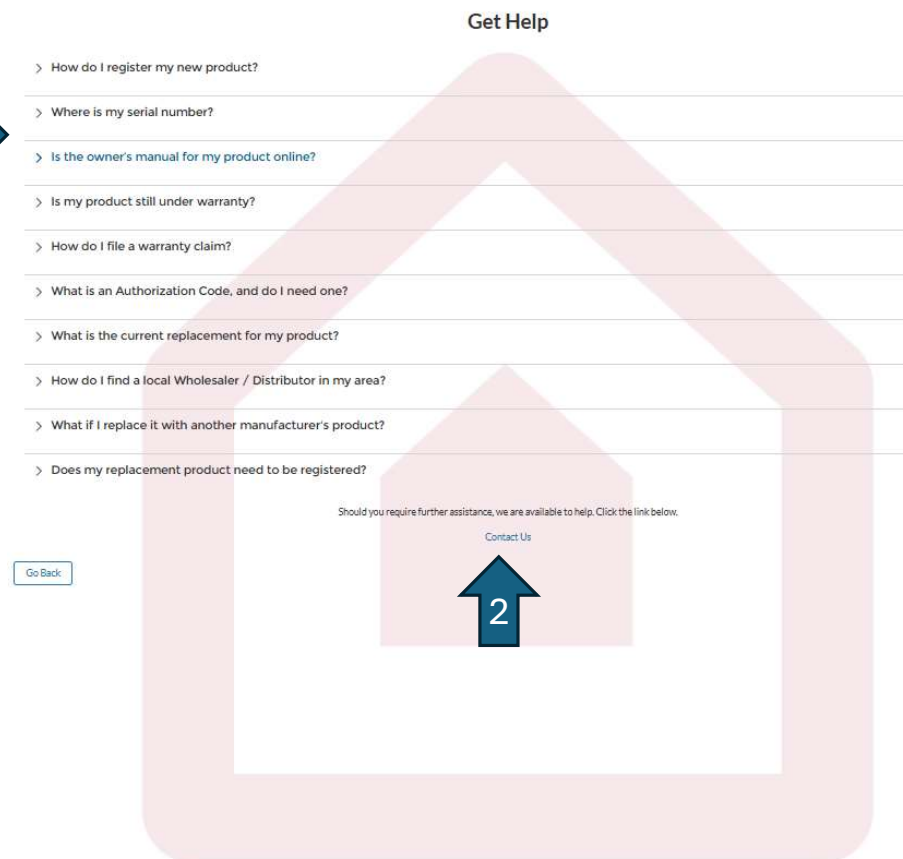 Get Help
How do I register my new product?
Where is my serial number?
Is the owner's manual for my product online?
Is my product still under warranty?
How do I file a warranty claim?
What is an Authorization Code, and do I need one?
What is the current replacement for my product?
How do I find a local Wholesaler / Distributor in my area?
What if I replace it with another manufacturer's product?
Does my replacement product need to be registered?
Should you require further assistance, we are available to help. Click the link below.
Contact Us
Go Back
2